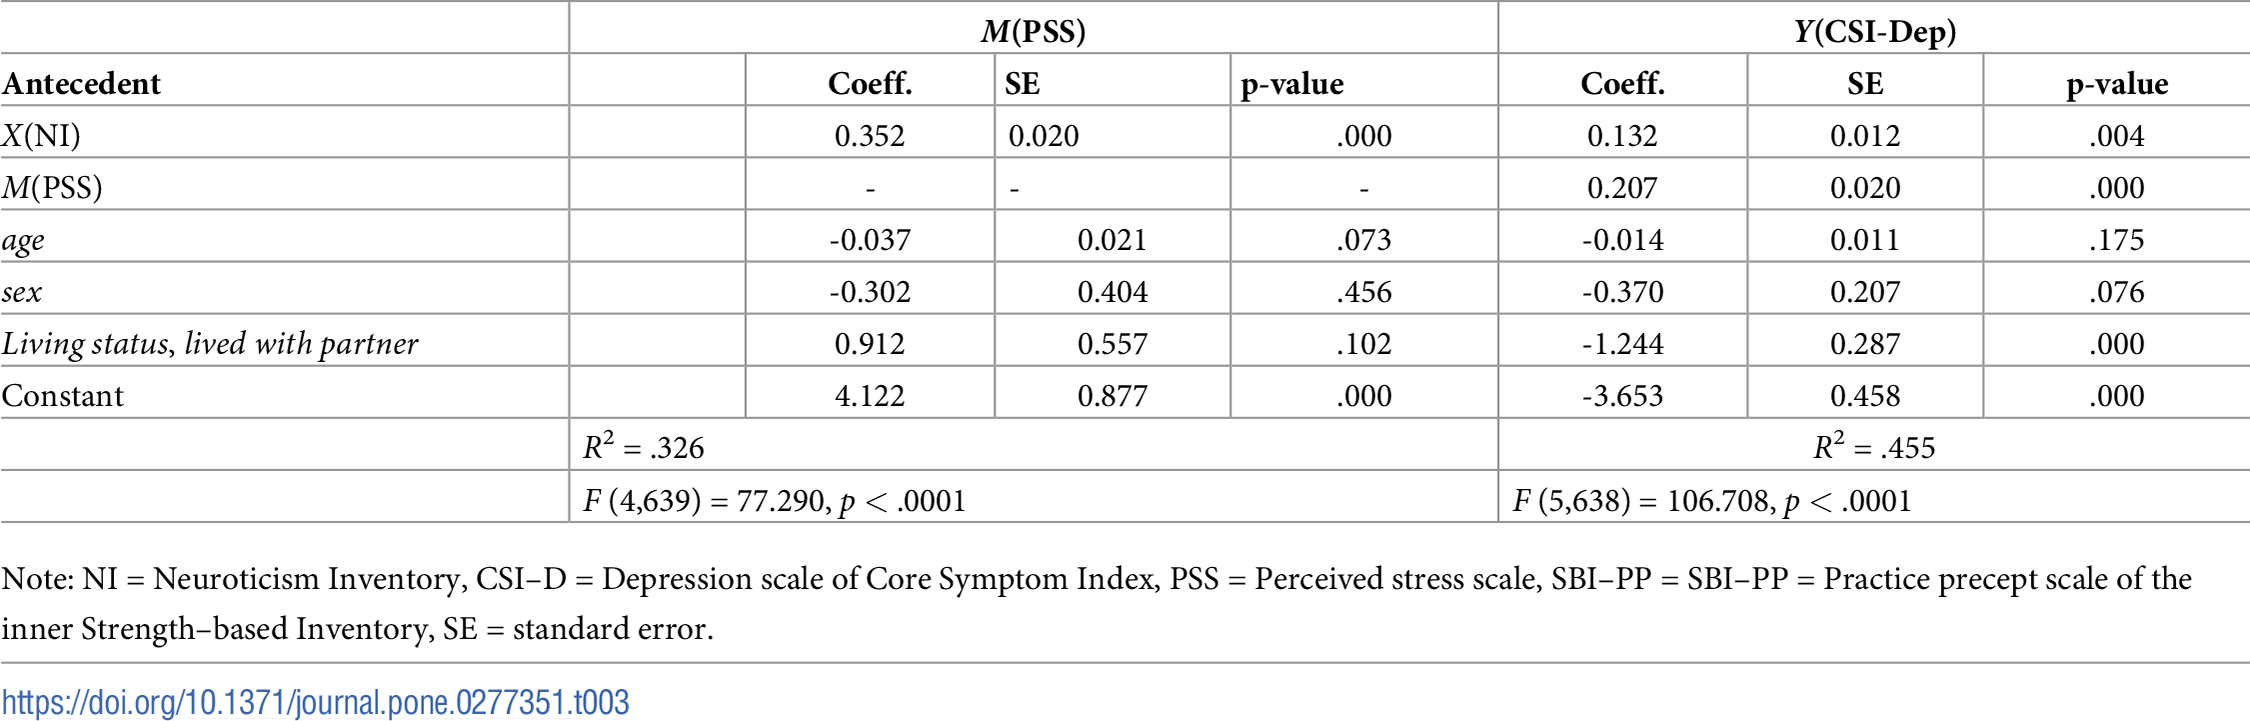 M(PSS) Y(CSI-Dep)
Antecedent Coeff. SE p-value Coeff. SE p-value
X(NI) 0.352 0.020 .000 0.132 0.012 .004
M(PSS) - - - 0.207 0.020 .000
age -0.037 0.021 .073 -0.014 0.011 .175
sex -0.302 0.404 .456 -0.370 0.207 .076
Living status, lived with partner 0.912 0.557 .102 -1.244 0.287 .000
Constant 4.122 0.877 .000 -3.653 0.458 .000
R² = .326 R² = .455
F (4,639) = 77.290, p < .0001 F (5,638) = 106.708, p < .0001
Note: NI = Neuroticism Inventory, CSI–D = Depression scale of Core Symptom Index, PSS = Perceived stress scale, SBI–PP = SBI–PP = Practice precept scale of the
inner Strength–based Inventory, SE = standard error.
https://doi.org/10.1371/journal.pone.0277351.t003